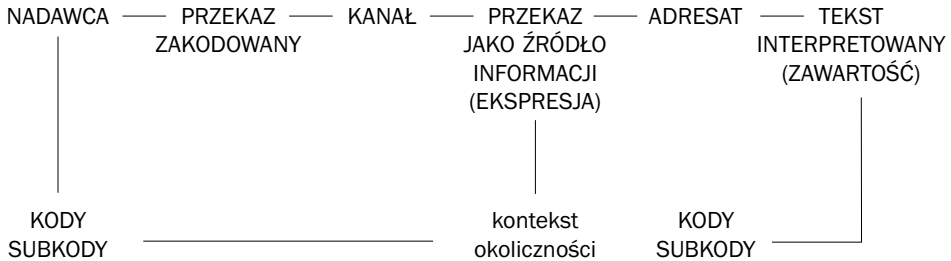 NADAWCA PRZEKAZ KANAŁ PRZEKAZ ADRESAT TEKST
ZAKODOWANY JAKO ŹRÓDŁO INTERPRETOWANY
INFORMACJI (ZAWARTOŚĆ)
(EKSPRESJA)
KODY kontekst KODY
SUBKODY okoliczności SUBKODY